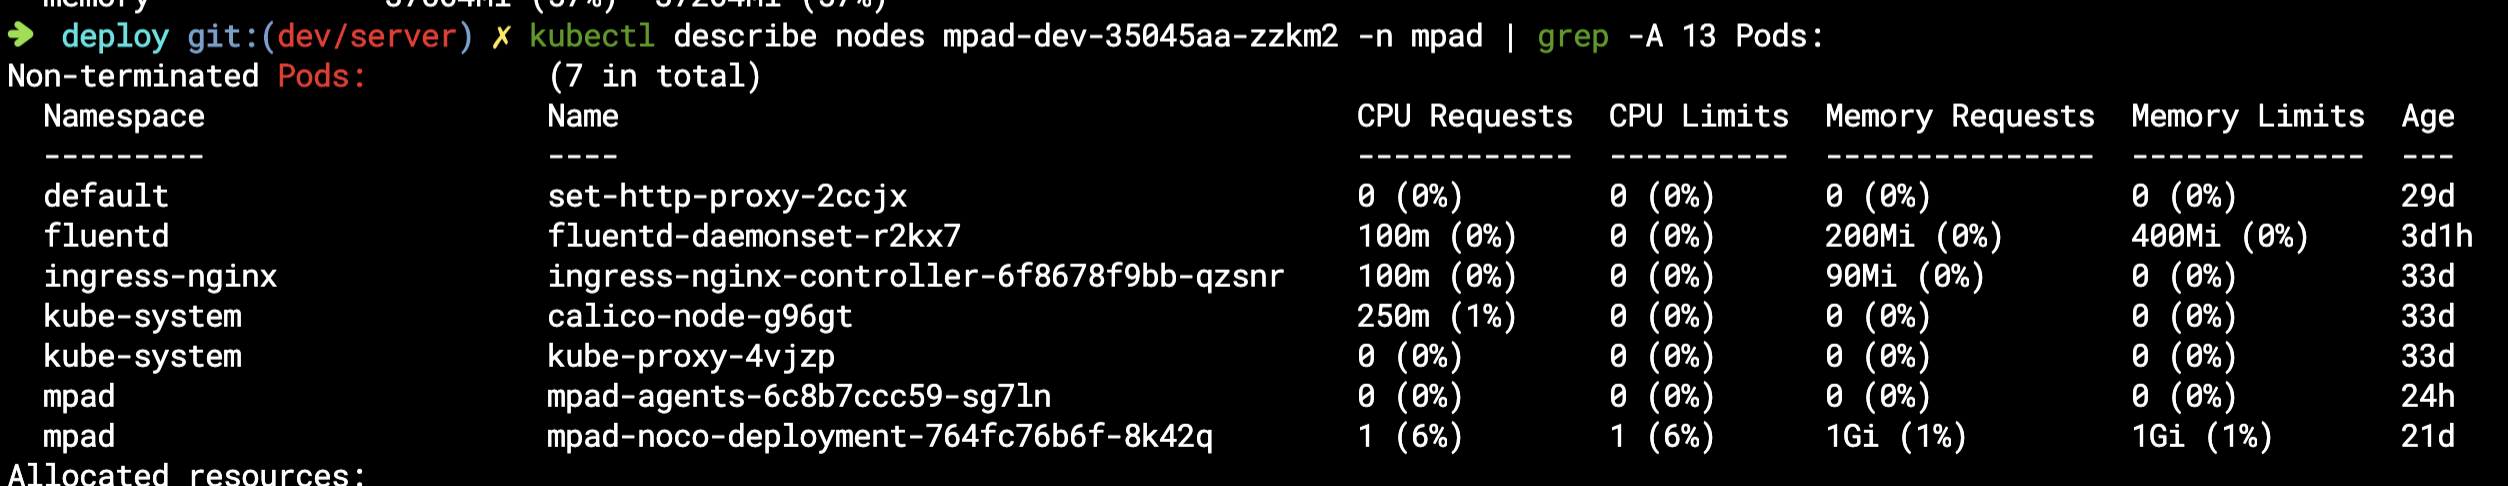 memory 37664Mi (57%) 37264Mi (57%)
➜ deploy git:(dev/server) ✗ kubectl describe nodes mpad-dev-35045aa-zzkm2 -n mpad | grep -A 13 Pods:
Non-terminated Pods: (7 in total)
Namespace Name CPU Requests CPU Limits Memory Requests Memory Limits Age
--------- ---- ------------ ---------- --------------- ------------- ---
default set-http-proxy-2ccjx 0 (0%) 0 (0%) 0 (0%) 0 (0%) 29d
fluentd fluentd-daemonset-r2kx7 100m (0%) 0 (0%) 200Mi (0%) 400Mi (0%) 3d1h
ingress-nginx ingress-nginx-controller-6f8678f9bb-qzsnr 100m (0%) 0 (0%) 90Mi (0%) 0 (0%) 33d
kube-system calico-node-g96gt 250m (1%) 0 (0%) 0 (0%) 0 (0%) 33d
kube-system kube-proxy-4vjzp 0 (0%) 0 (0%) 0 (0%) 0 (0%) 33d
mpad mpad-agents-6c8b7ccc59-sg7ln 0 (0%) 0 (0%) 0 (0%) 0 (0%) 24h
mpad mpad-noco-deployment-764fc76b6f-8k42q 1 (6%) 1 (6%) 1Gi (1%) 1Gi (1%) 21d
Allocated resources: